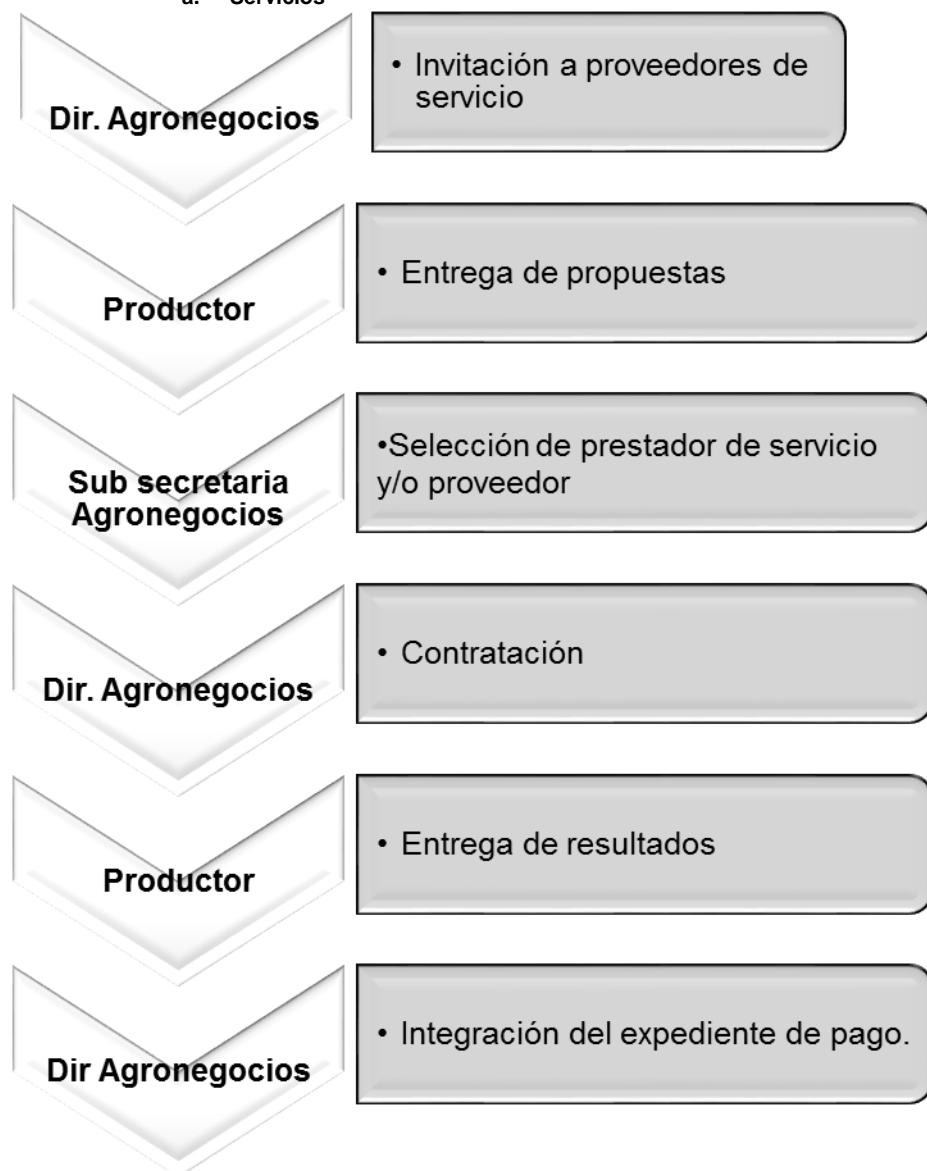 a. Servicios
Dir. Agronegocios
• Invitación a proveedores de
servicio
Productor
• Entrega de propuestas
Sub secretaria
Agronegocios
•Selección de prestador de servicio
y/o proveedor
Dir. Agronegocios
• Contratación
Productor
• Entrega de resultados
Dir Agronegocios
• Integración del expediente de pago.